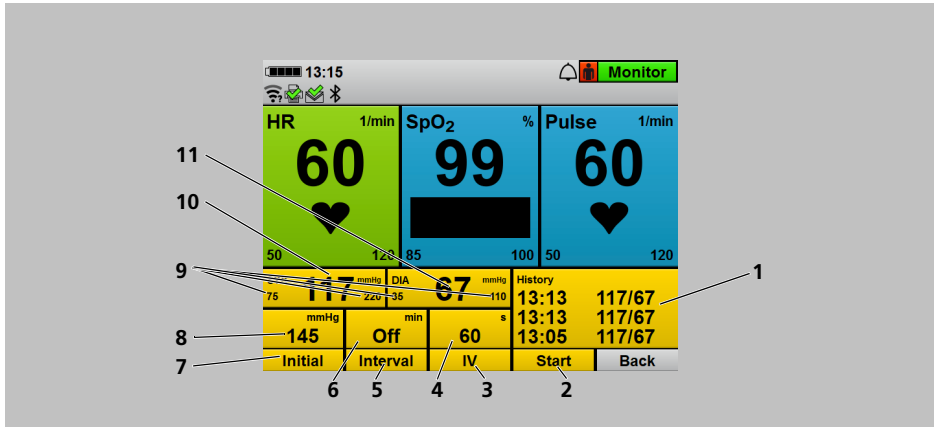 13:15
Monitor
HR 1/min SpO2 % Pulse 1/min
60 99 60
50 120 85 100 50 120
11
10
9
8
7
117 mmHg DIA 67 mmHg History
75 220 35 110 13:13 117/67
mmHg min s 13:13 117/67
145 Off 60 13:05 117/67
Initial Interval IV Start Back
6 5 4 3 2
1